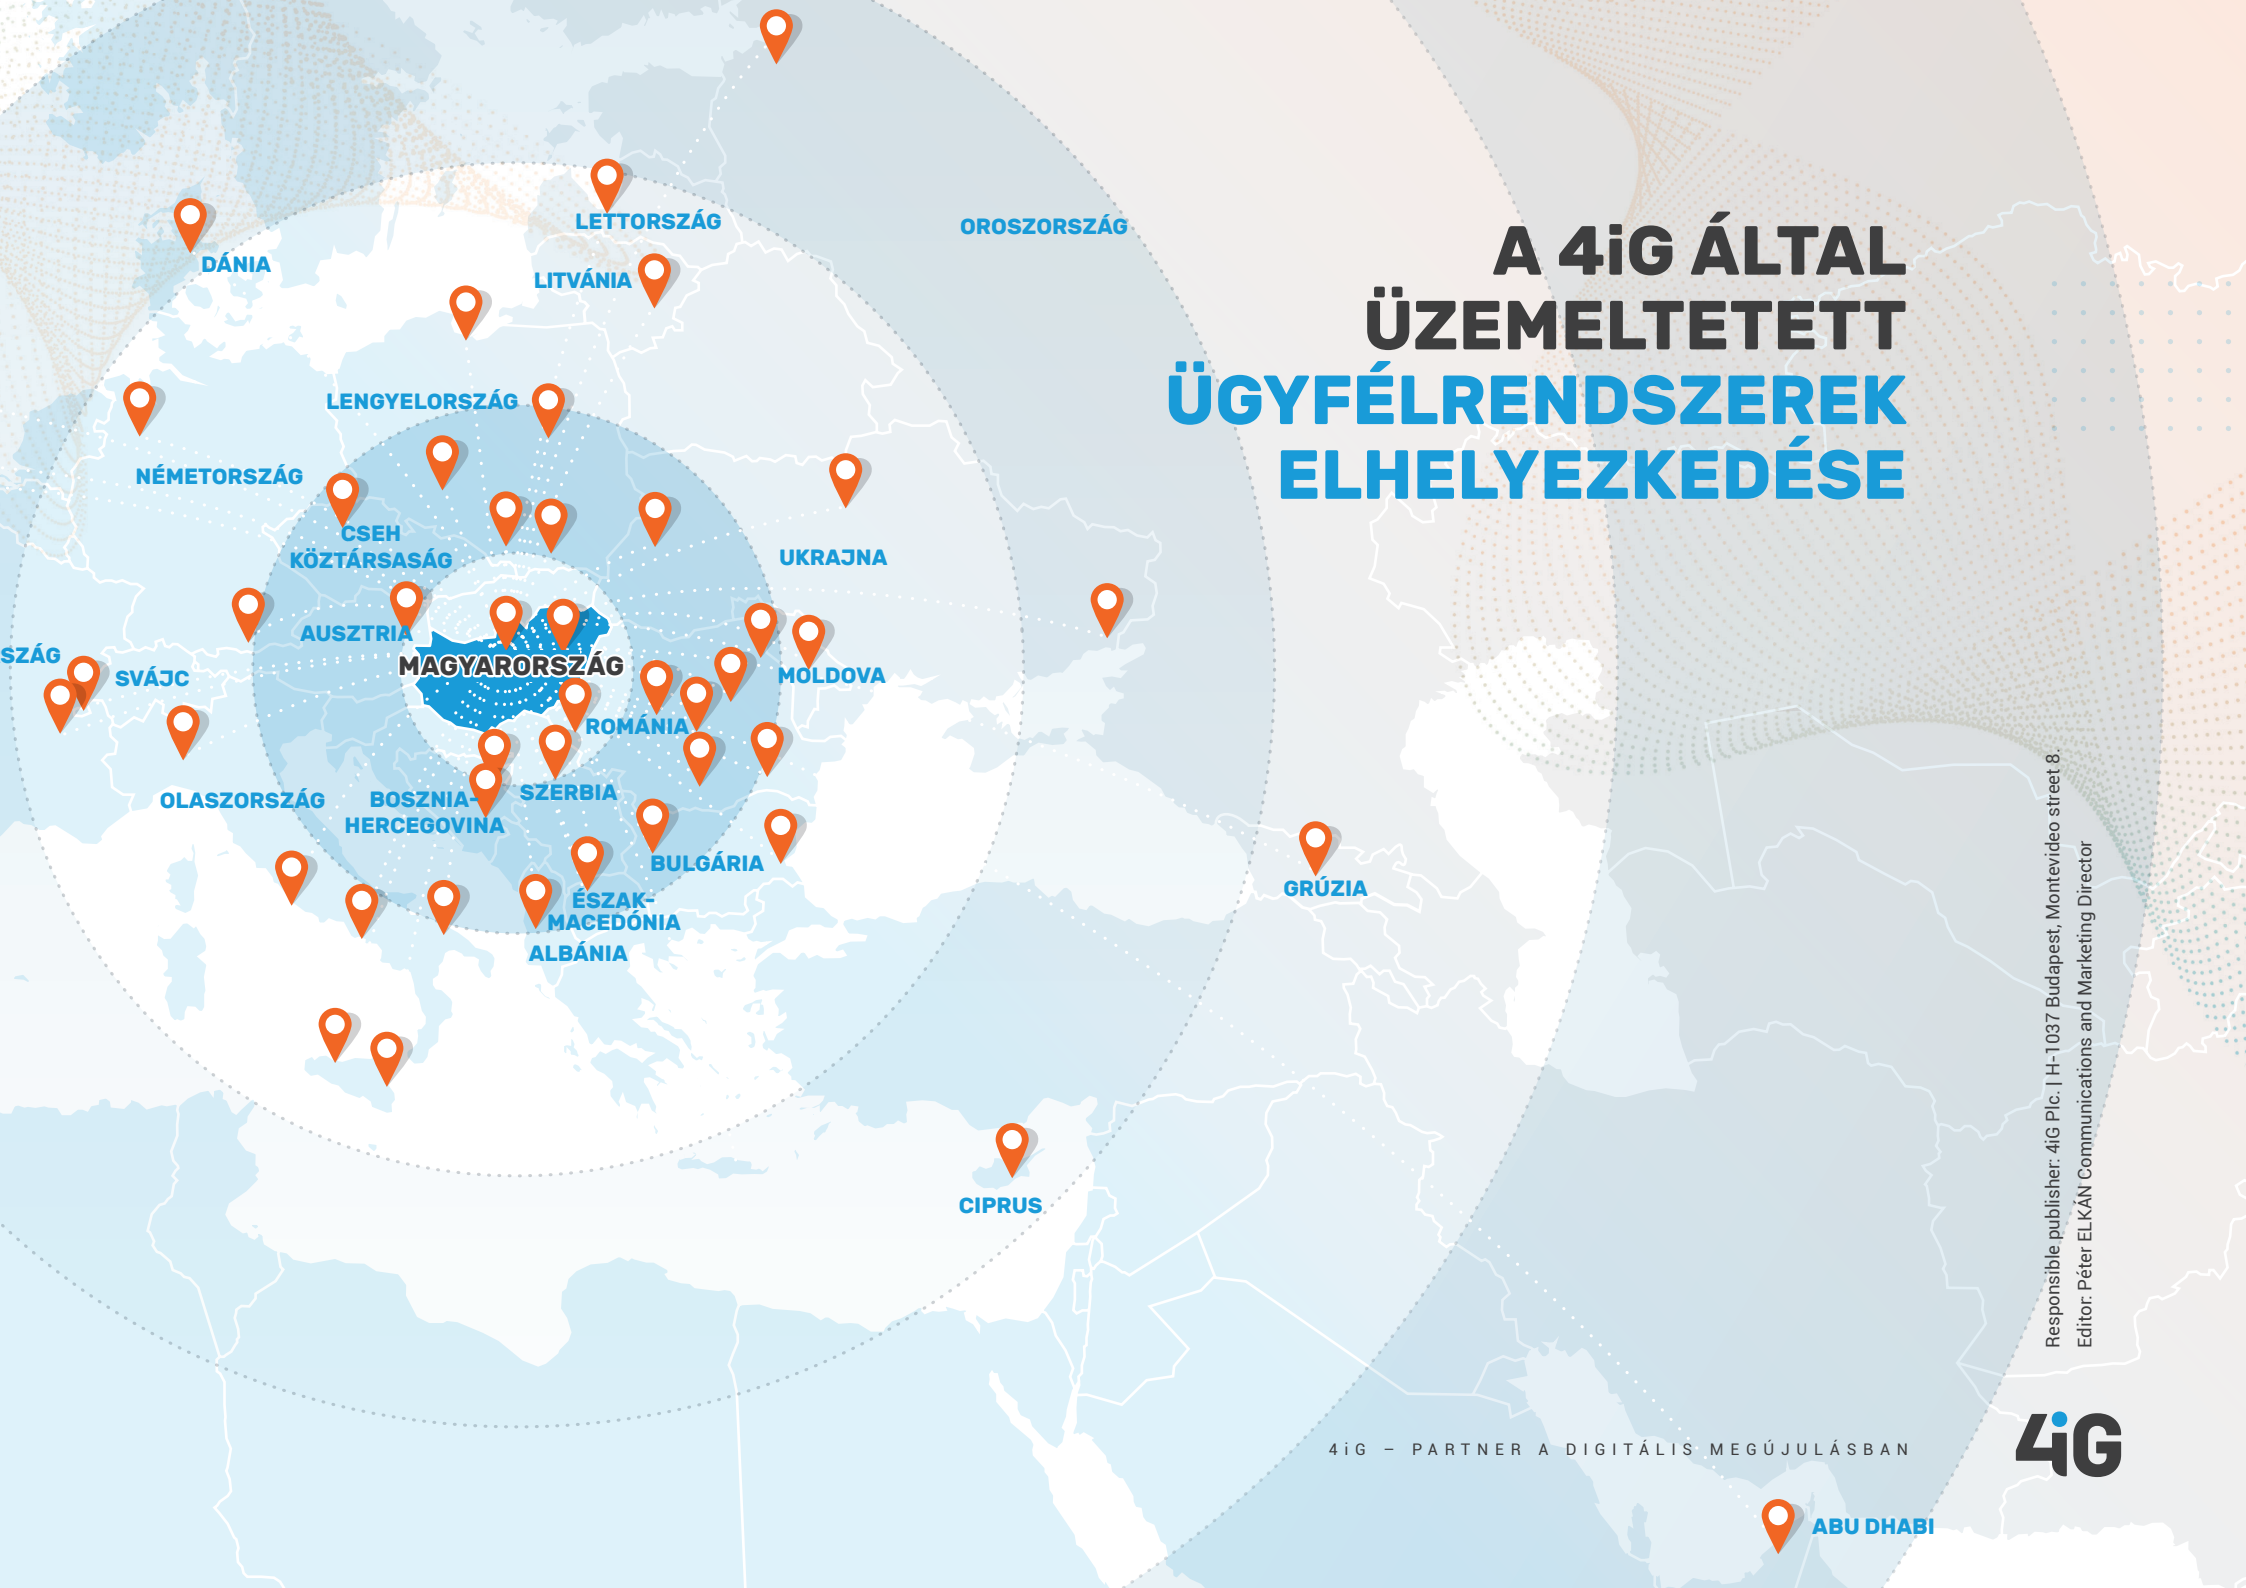 A 4iG ÁLTAL
ÜZEMELTETETT
ÜGYFÉLRENDSZEREK
ELHELYEZKEDÉSE
LETTORSZÁG
OROSZORSZÁG
DÁNIA
LITVÁNIA
LENGYELORSZÁG
NÉMETORSZÁG
CSEH
KÖZTÁRSASÁG
UKRAJNA
AUSZTRIA
SZÁG
SVÁJC
MAGYARORSZÁG
MOLDOVA
ROMÁNIA
OLASZORSZÁG
BOSZNIA-
HERCEGOVINA
SZERBIA
BULGÁRIA
ÉSZAK-
MACEDÓNIA
ALBÁNIA
GRÚZIA
CIPRUS
ABU DHABI
Responsible publisher: 4iG Plc. | H-1037 Budapest, Montevideo street 8.
Editor: Péter ELKÁN Communications and Marketing Director
4iG – PARTNER A DIGITÁLIS MEGÚJULÁSBAN
4iG